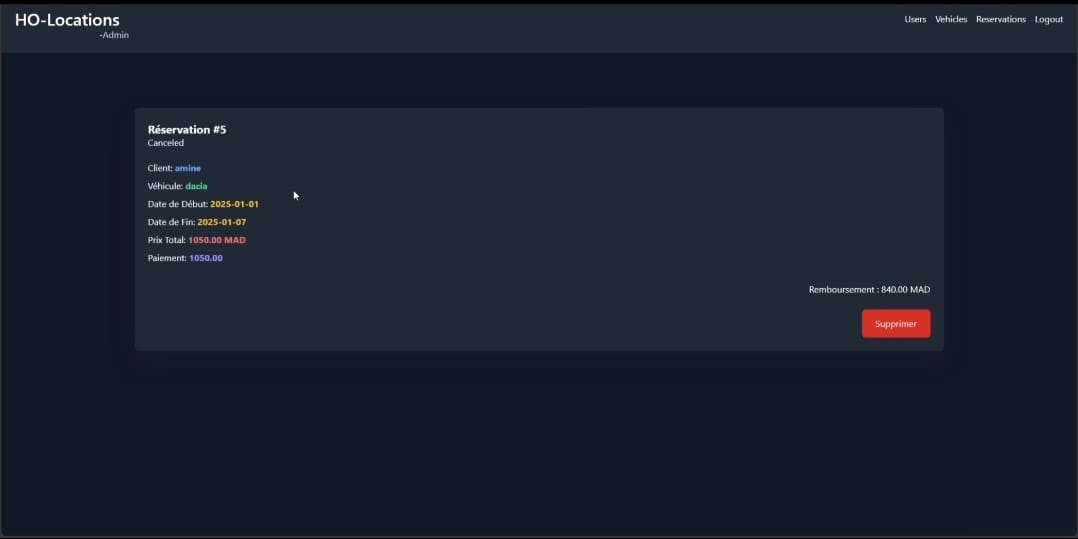 HO-Locations
-Admin
Users Vehicles Reservations Logout
Réservation #5
Canceled
Client: amine
Véhicule: dacia
Date de Début: 2025-01-01
Date de Fin: 2025-01-07
Prix Total: 1050.00 MAD
Paiement: 1050.00
Remboursement : 840.00 MAD
Supprimer